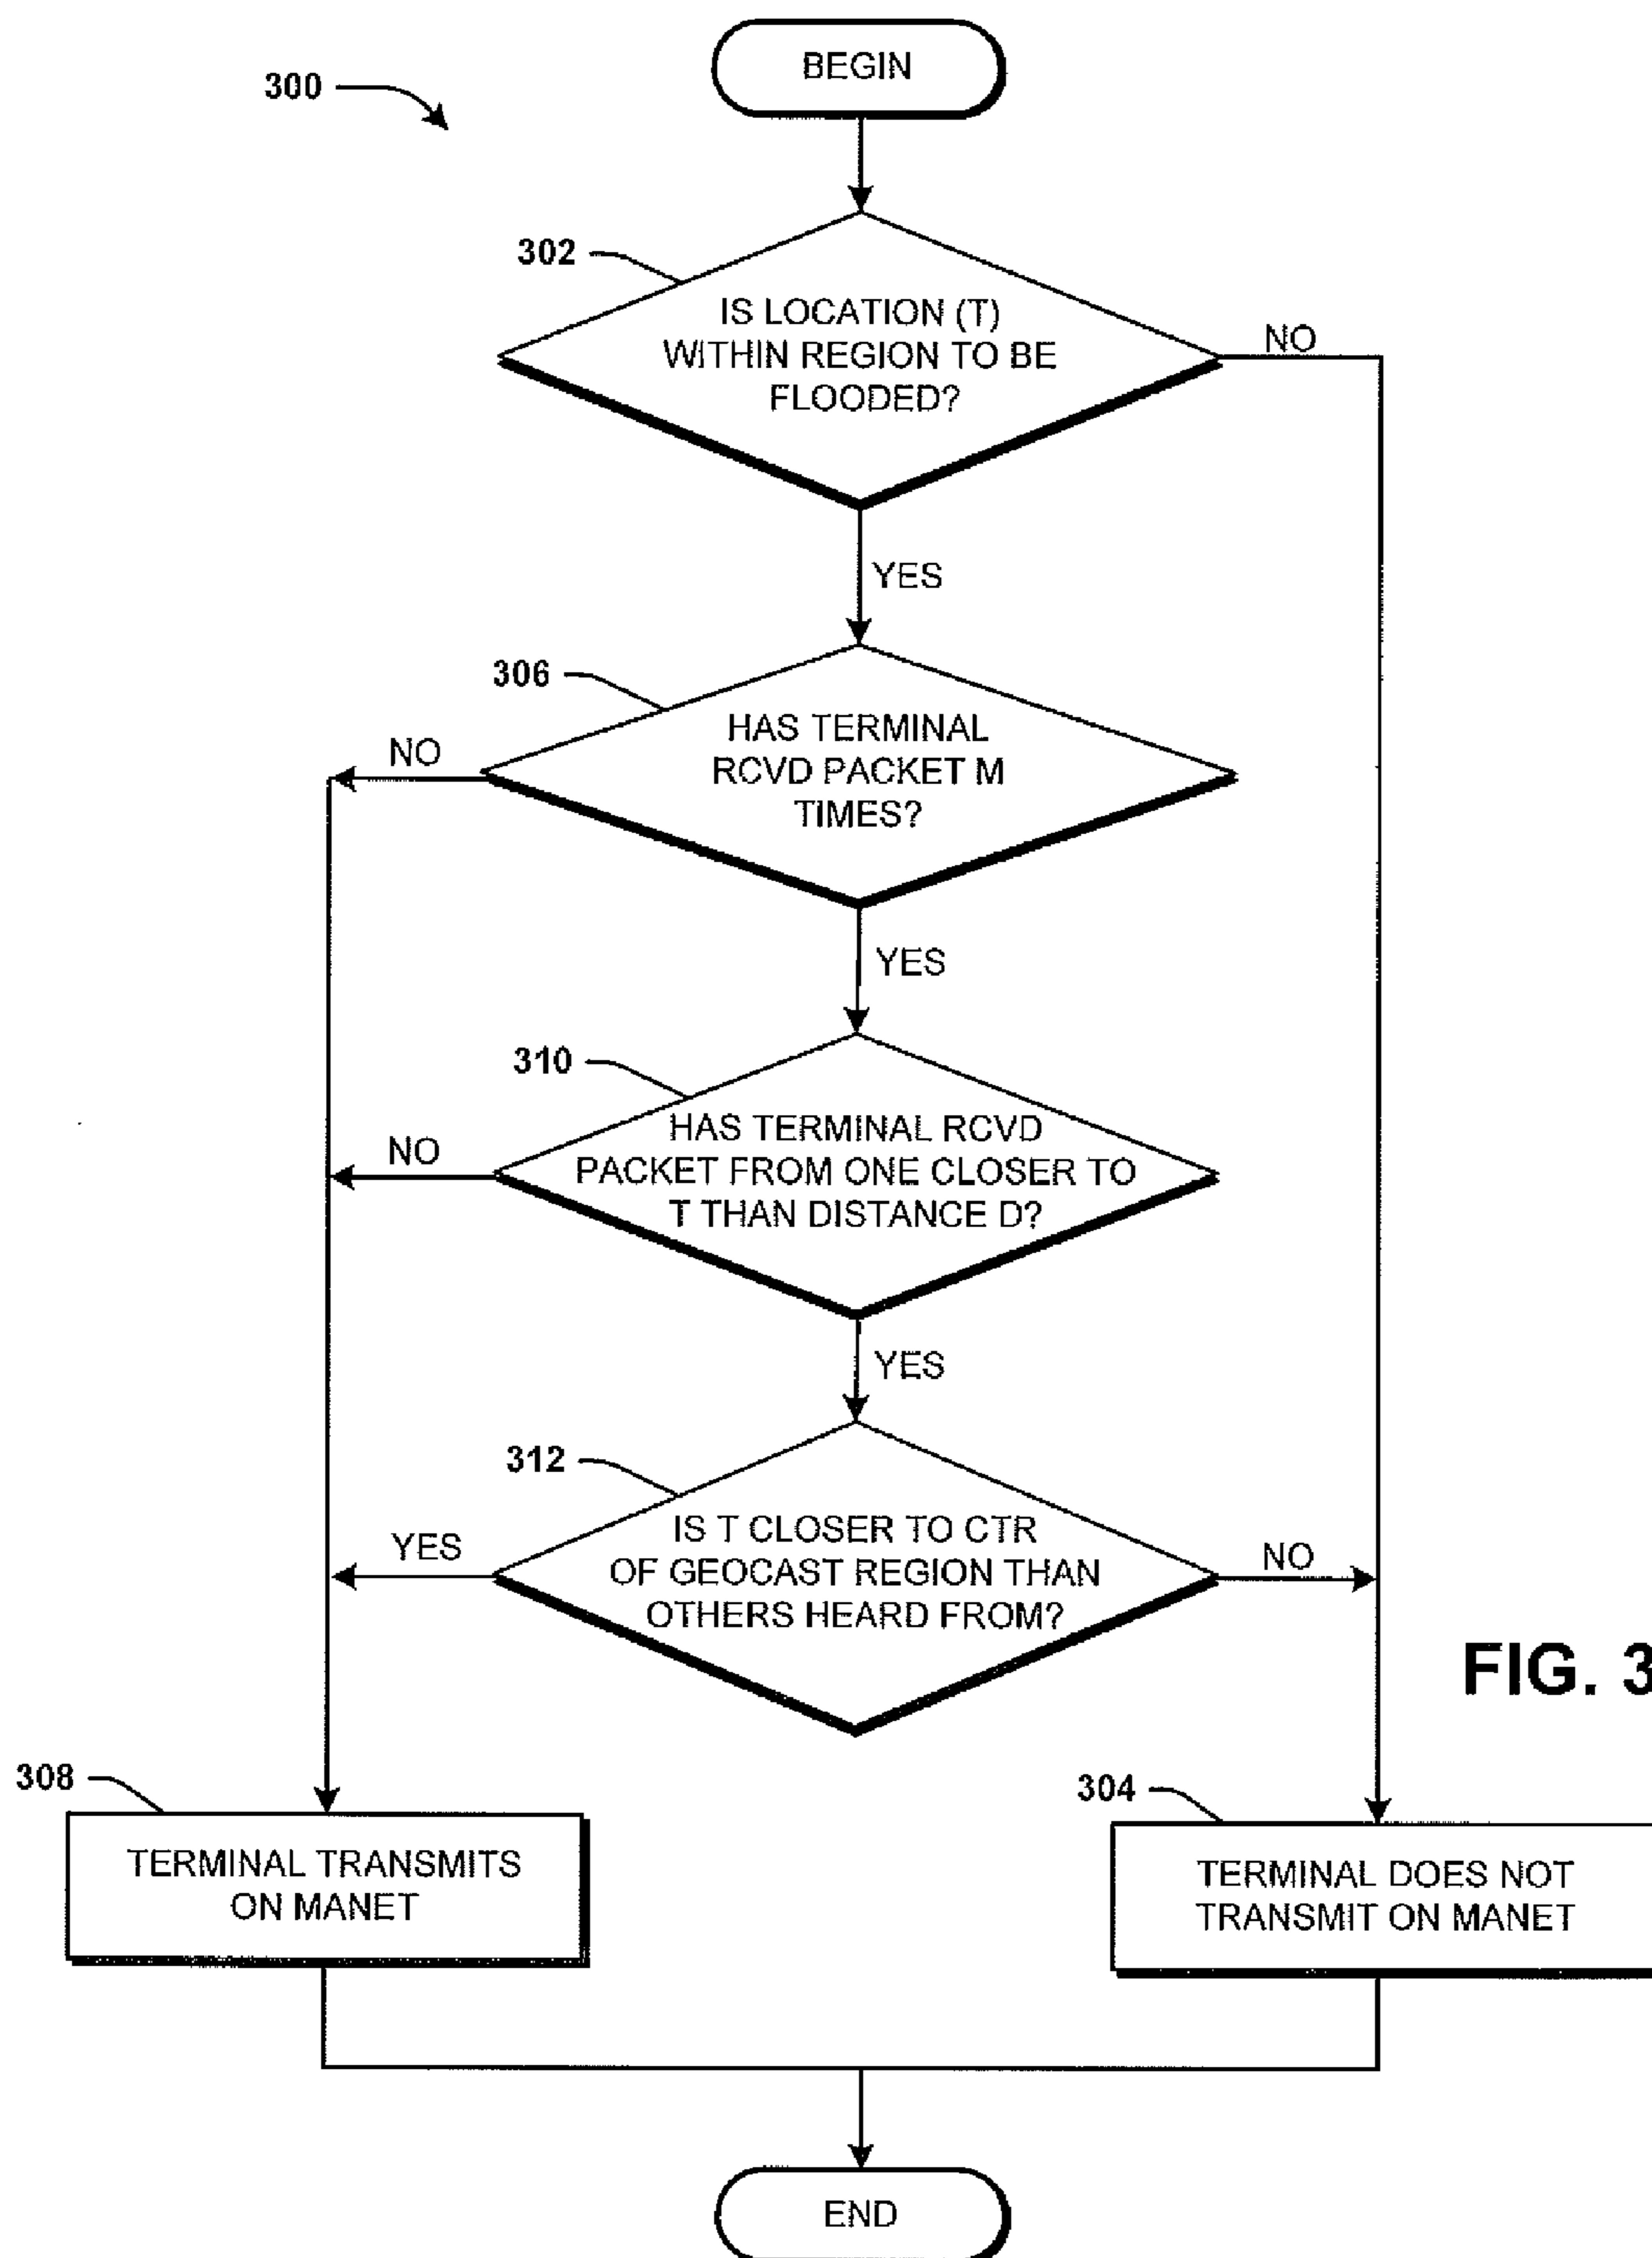 BEGIN
300
302
IS LOCATION (T)
WITHIN REGION TO BE
FLOODED?
NO
YES
306
HAS TERMINAL
RCVD PACKET M
TIMES?
NO
YES
310
HAS TERMINAL RCVD
PACKET FROM ONE CLOSER TO
T THAN DISTANCE D?
NO
YES
312
IS T CLOSER TO CTR
OF GEOCAST REGION THAN
OTHERS HEARD FROM?
YES
NO
FIG. 3
308
TERMINAL TRANSMITS
ON MANET
304
TERMINAL DOES NOT
TRANSMIT ON MANET
END